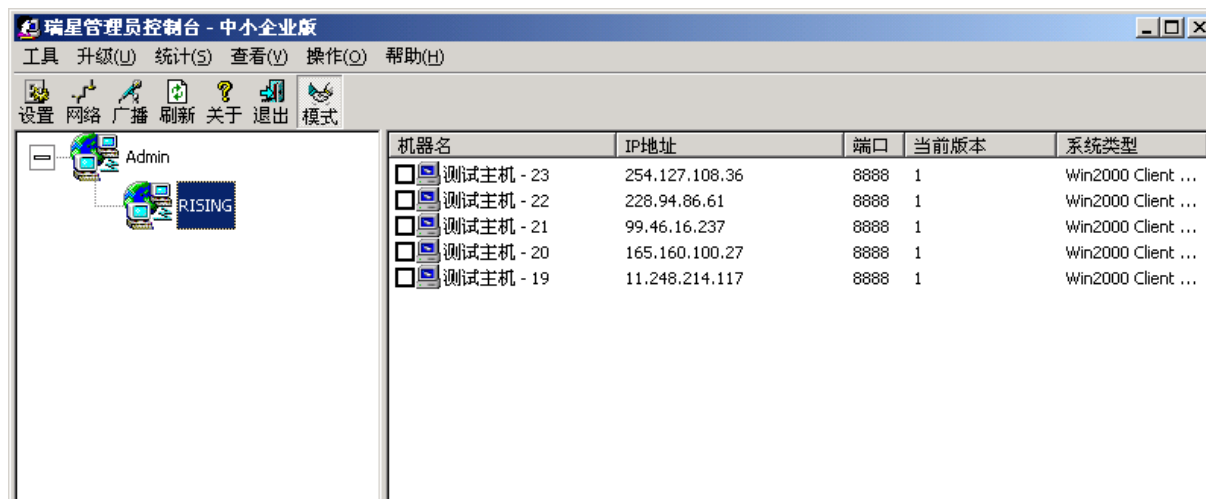 瑞星管理员控制台 - 中小企业版
工具 升级(U) 统计(S) 查看(V) 操作(O) 帮助(H)
设置 网络 广播 刷新 关于 退出 模式
Admin
RISING
机器名 IP地址 端口 当前版本 系统类型
测试主机 - 23 254.127.108.36 8888 1 Win2000 Client ...
测试主机 - 22 228.94.86.61 8888 1 Win2000 Client ...
测试主机 - 21 99.46.16.237 8888 1 Win2000 Client ...
测试主机 - 20 165.160.100.27 8888 1 Win2000 Client ...
测试主机 - 19 11.248.214.117 8888 1 Win2000 Client ...